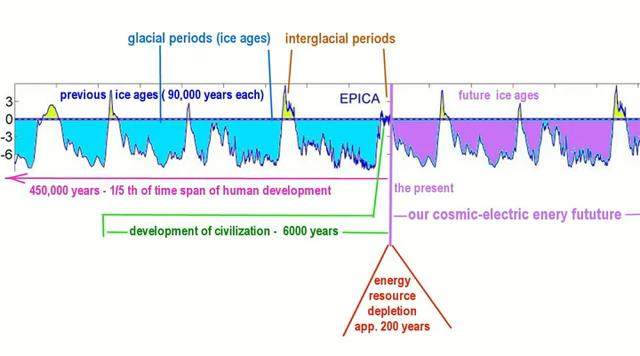 glacial periods (ice ages)
interglacial periods
previous ice ages ( 90,000 years each)
EPICA
future ice ages
3
0
-3
-6
450,000 years - 1/5 th of time span of human development
the present
our cosmic-electric enery fututure
development of civilization - 6000 years
energy
resource
depletion
app. 200 years